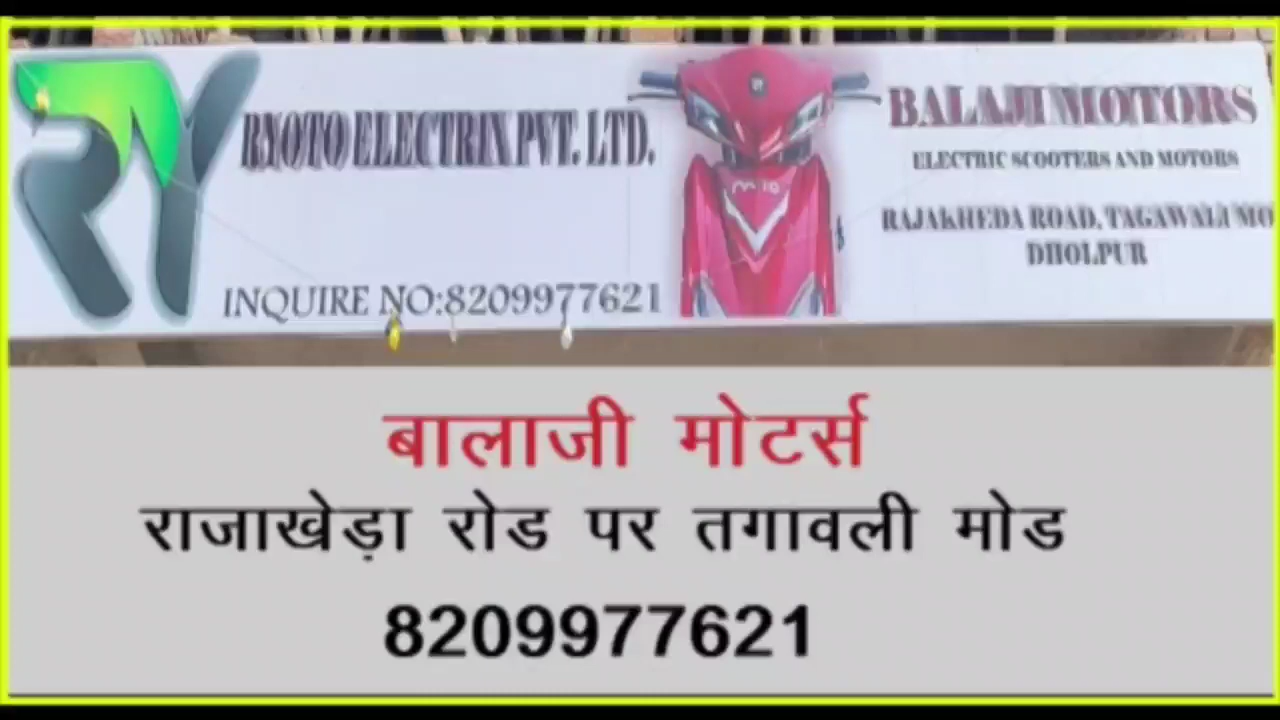 RY
RYOTO ELECTRIX PVT. LTD.
INQUIRE NO:8209977621
BALAJI MOTORS
ELECTRIC SCOOTERS AND MOTORS
RAJAKHEDA ROAD, TAGAWALI MO
DHOLPUR
बालाजी मोटर्स
राजाखेड़ा रोड पर तगावली मोड
8209977621